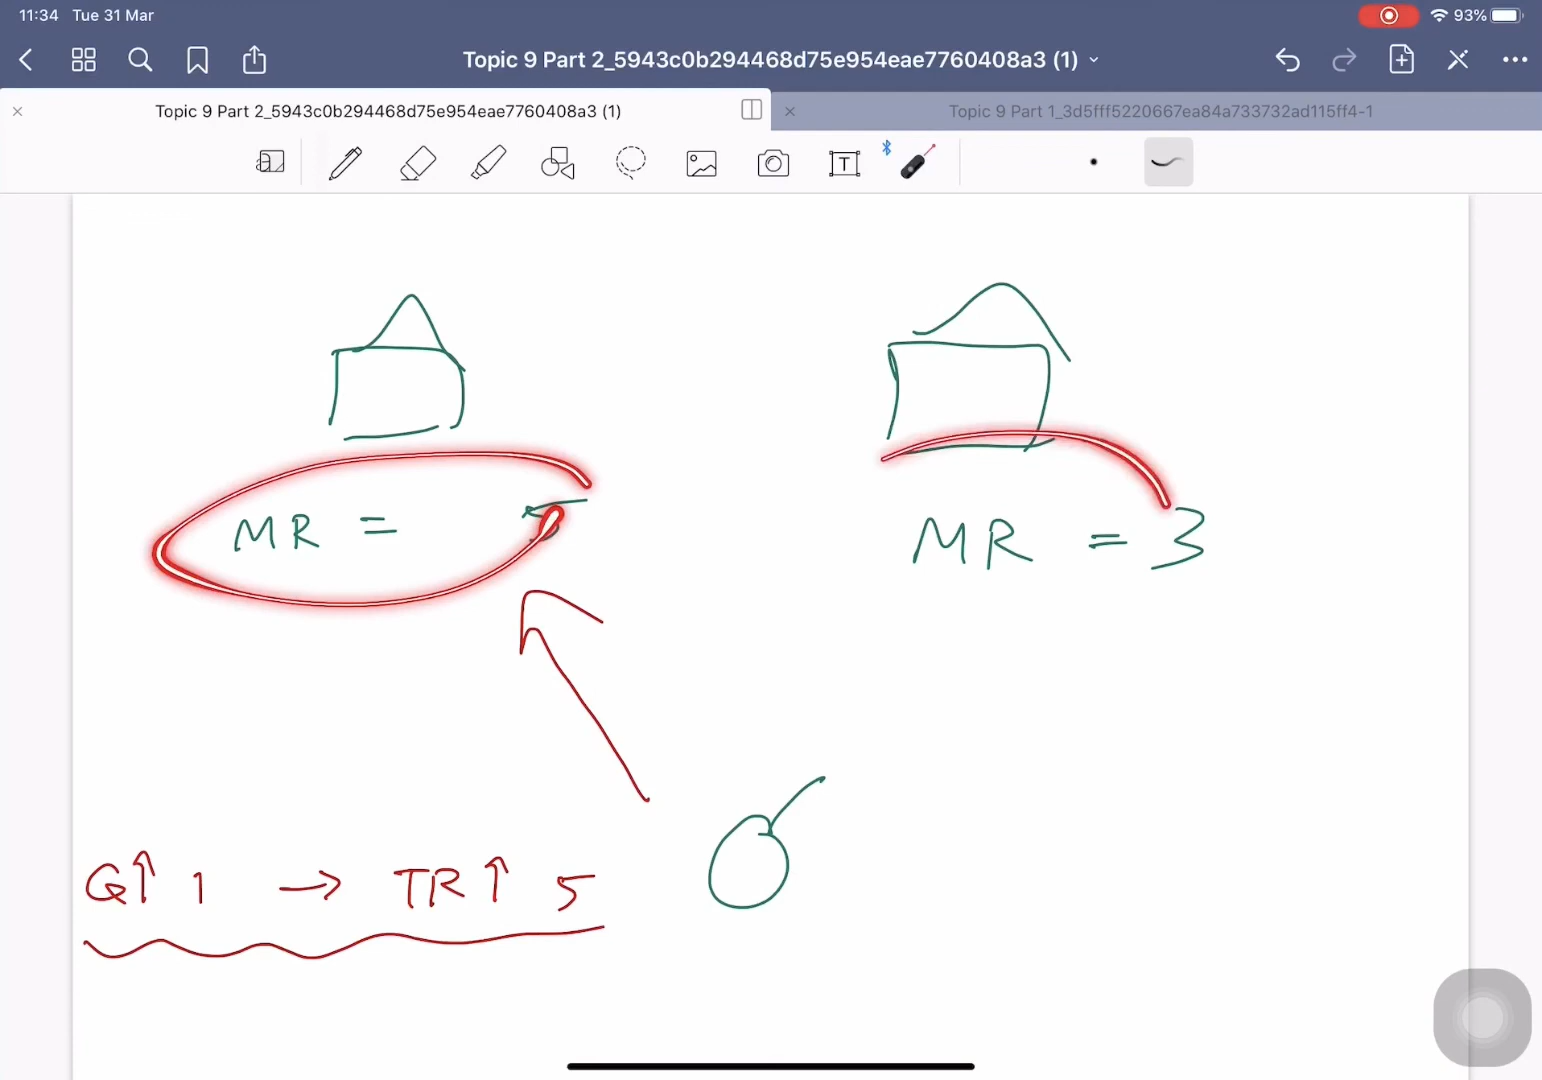 11:34 Tue 31 Mar
93%
Topic 9 Part 2_5943c0b294468d75e954eae7760408a3 (1)
Topic 9 Part 2_5943c0b294468d75e954eae7760408a3 (1)
Topic 9 Part 1_3d5fff5220667ea84a733732ad115ff4-1
T
MR = 5
MR = 3
Q↑ 1 → TR↑ 5